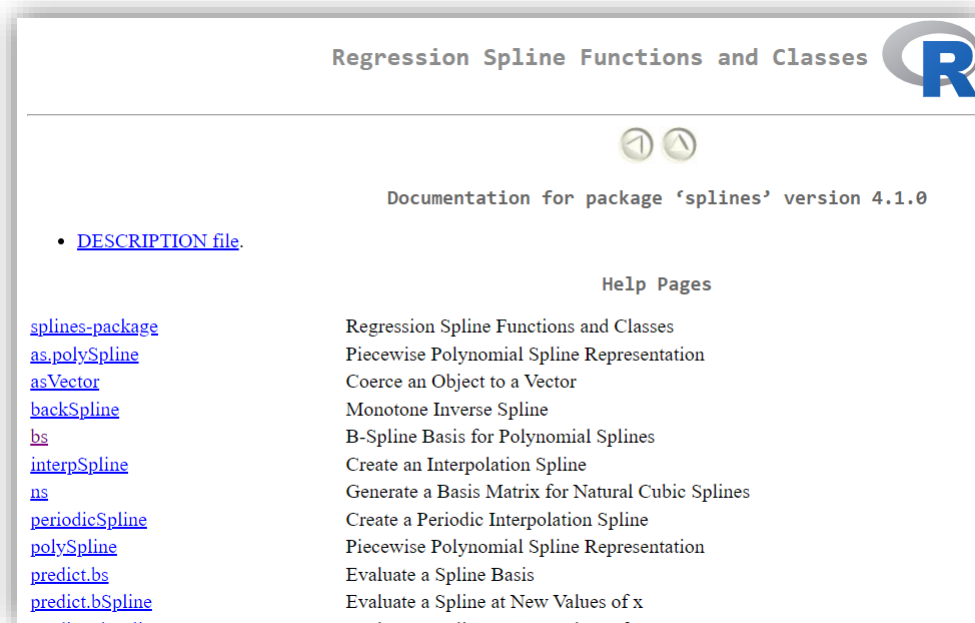 Regression Spline Functions and Classes R
Documentation for package ‘splines’ version 4.1.0
DESCRIPTION file.
Help Pages
splines-package Regression Spline Functions and Classes
as.polySpline Piecewise Polynomial Spline Representation
asVector Coerce an Object to a Vector
backSpline Monotone Inverse Spline
bs B-Spline Basis for Polynomial Splines
interpSpline Create an Interpolation Spline
ns Generate a Basis Matrix for Natural Cubic Splines
periodicSpline Create a Periodic Interpolation Spline
polySpline Piecewise Polynomial Spline Representation
predict.bs Evaluate a Spline Basis
predict.bSpline Evaluate a Spline at New Values of x